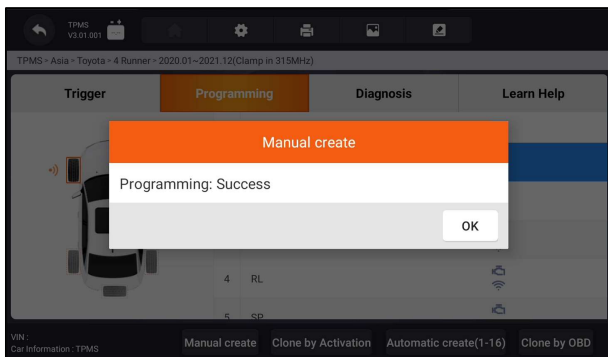 TPMS
V3.01.001
TPMS > Asia > Toyota > 4 Runner > 2020.01~2021.12(Clamp in 315MHz)
Trigger Programming Diagnosis Learn Help
Manual create
Programming: Success
OK
4 RL
5 SP
VIN :
Car Information : TPMS
Manual create Clone by Activation Automatic create(1-16) Clone by OBD